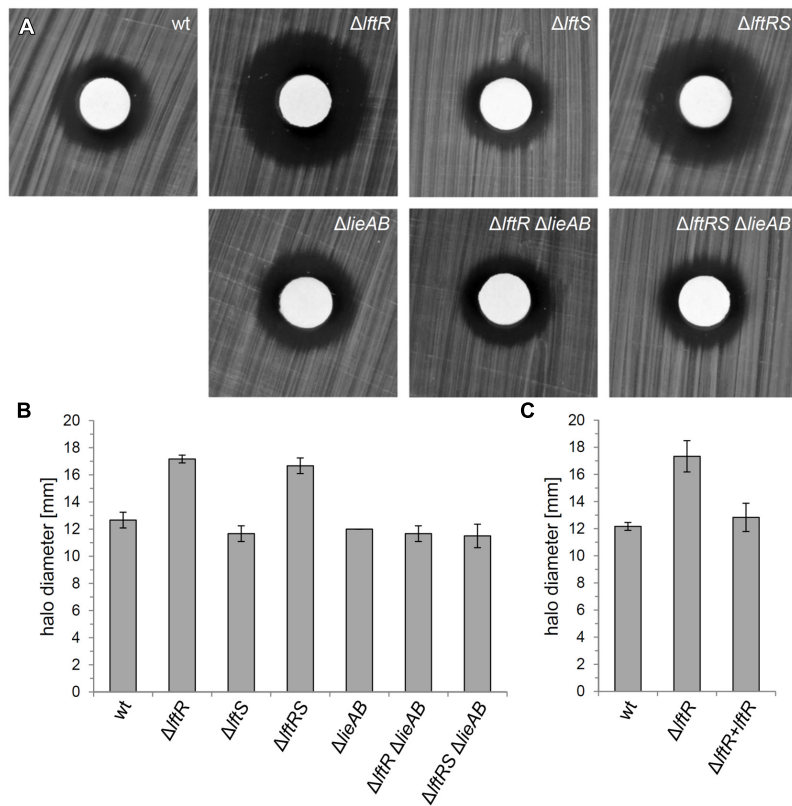 A
wt
ΔlftR
ΔlftS
ΔlftRS
ΔlieAB
ΔlftR ΔlieAB
ΔlftRS ΔlieAB
B
halo diameter [mm]
20
18
16
14
12
10
8
6
4
2
0
wt
ΔlftR
ΔlftS
ΔlftRS
ΔlieAB
ΔlftR ΔlieAB
ΔlftRS ΔlieAB
C
halo diameter [mm]
20
18
16
14
12
10
8
6
4
2
0
wt
ΔlftR
ΔlftR+lftR